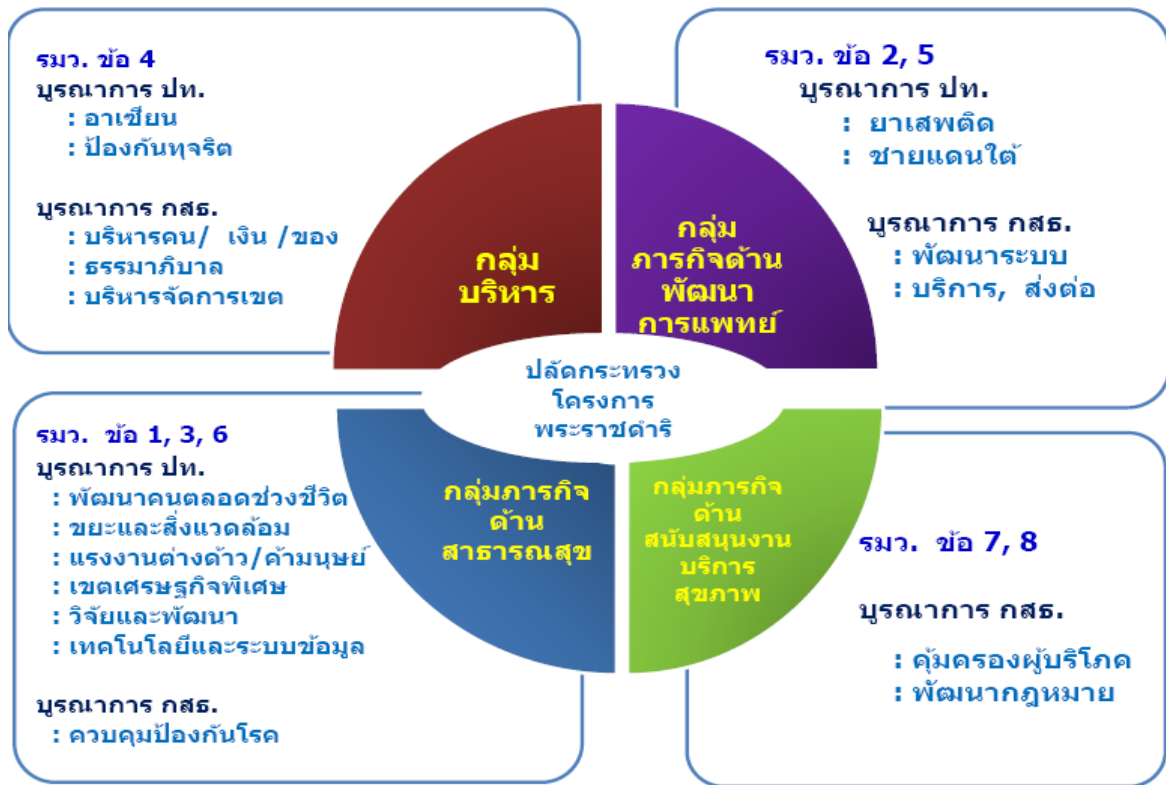 รมว. ข้อ 4
บูรณาการ ปท.
: อาเซียน
: ป้องกันทุจริต
บูรณาการ กสธ.
: บริหารคน/ เงิน /ของ
: ธรรมาภิบาล
: บริหารจัดการเขต
รมว. ข้อ 2, 5
บูรณาการ ปท.
: ยาเสพติด
: ชายแดนใต้
บูรณาการ กสธ.
: พัฒนาระบบ
: บริการ, ส่งต่อ
กลุ่ม
บริหาร
กลุ่ม
ภารกิจด้าน
พัฒนา
การแพทย์
ปลัดกระทรวง
โครงการ
พระราชดำริ
รมว. ข้อ 1, 3, 6
บูรณาการ ปท.
: พัฒนาคนตลอดช่วงชีวิต
: ขยะและสิ่งแวดล้อม
: แรงงานต่างด้าว/ค้ามนุษย์
: เขตเศรษฐกิจพิเศษ
: วิจัยและพัฒนา
: เทคโนโลยีและระบบข้อมูล
บูรณาการ กสธ.
: ควบคุมป้องกันโรค
กลุ่มภารกิจ
ด้าน
สาธารณสุข
กลุ่มภารกิจ
ด้าน
สนับสนุนงาน
บริการ
สุขภาพ
รมว. ข้อ 7, 8
บูรณาการ กสธ.
: คุ้มครองผู้บริโภค
: พัฒนากฎหมาย